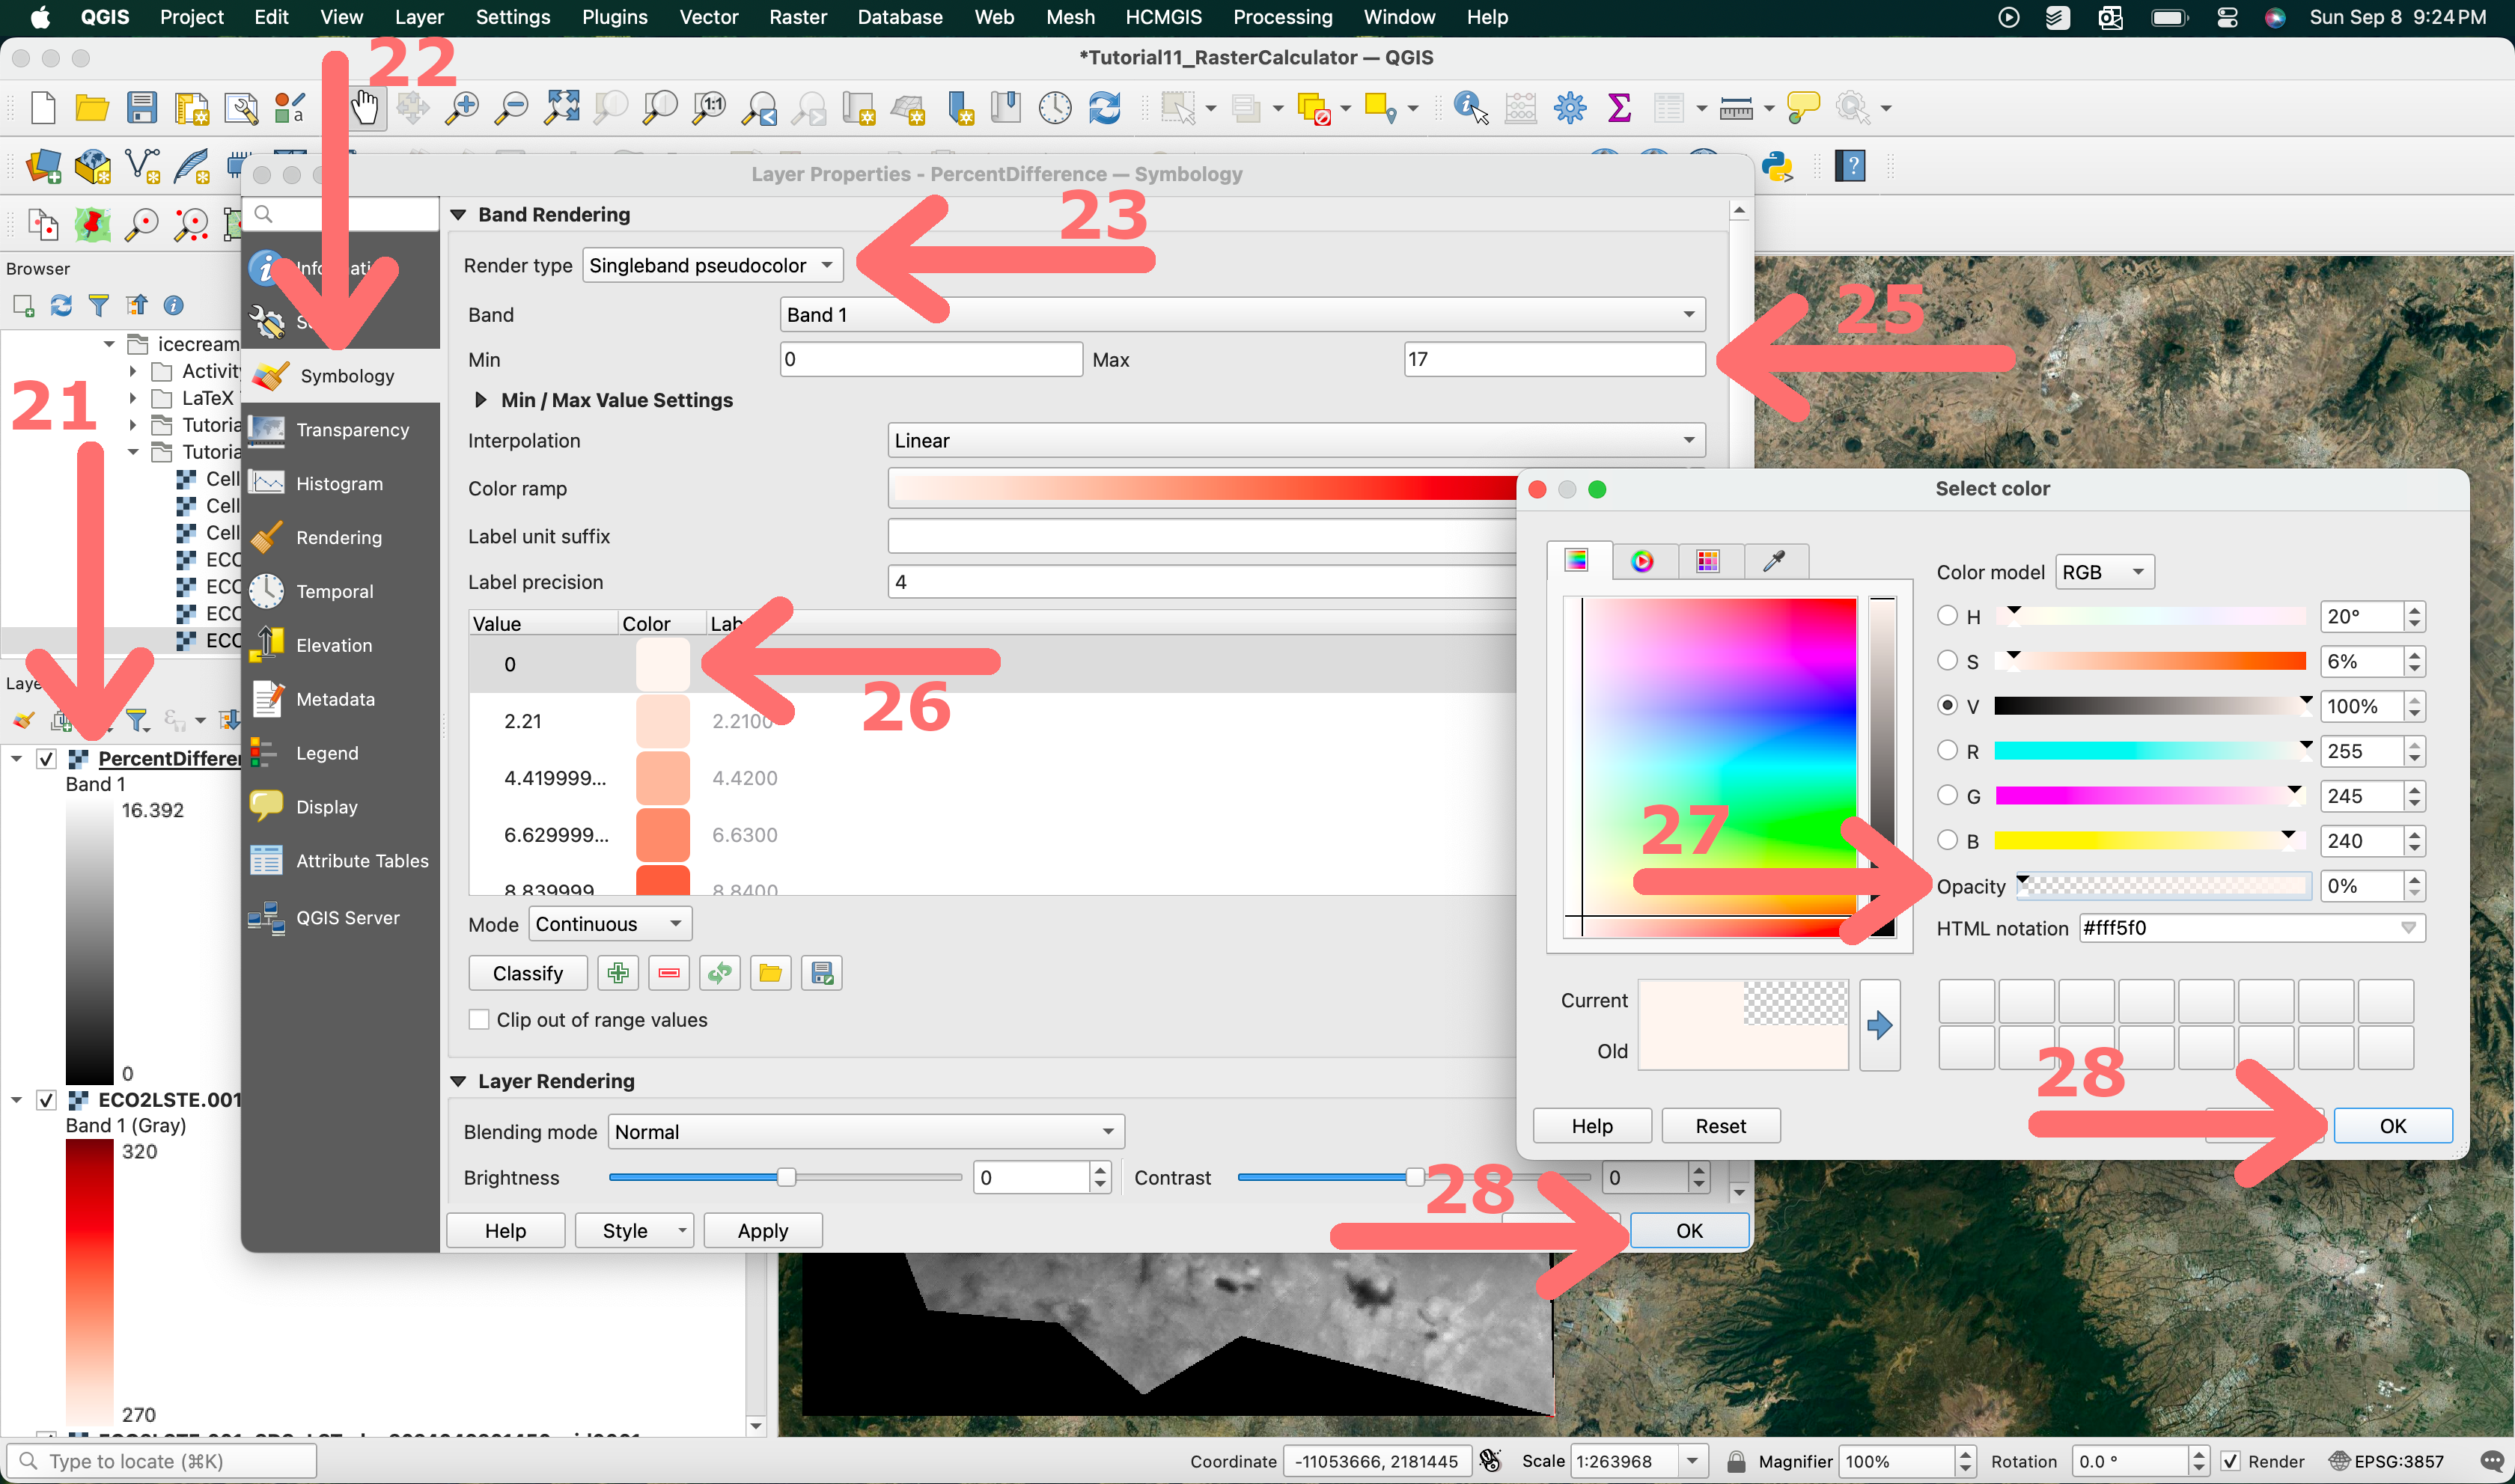 QGIS Project Edit View Layer Settings Plugins Vector Raster Database Web Mesh HCMGIS Processing Window Help Sun Sep 8 9:24 PM
*Tutorial11_RasterCalculator — QGIS
22
Layer Properties - PercentDifference — Symbology
Browser
icecream
Activity
LaTeX
Tutoria
Tutoria
Cell
Cell
Cell
ECO
ECO
ECO
ECO
21
PercentDifferen
Band 1
16.392
0
ECO2LSTE.001
Band 1 (Gray)
320
270
Symbology
Transparency
Histogram
Rendering
Temporal
Elevation
Metadata
Legend
Display
Attribute Tables
QGIS Server
Band Rendering
23
Render type Singleband pseudocolor
Band Band 1
25
Min 0 Max 17
Min / Max Value Settings
Interpolation Linear
Color ramp
Label unit suffix
Label precision 4
Value Color Lab
0
26
2.21 2.2100
4.419999... 4.4200
6.629999... 6.6300
8.839999 8.8400
Mode Continuous
Classify
Clip out of range values
Layer Rendering
Blending mode Normal
Brightness 0 Contrast 0
28
Help Style Apply OK
Select color
Color model RGB
H 20°
S 6%
V 100%
R 255
G 245
B 240
27
Opacity 0%
HTML notation #fff5f0
Current
Old
28
Help Reset OK
Type to locate (⌘K) Coordinate -11053666, 2181445 Scale 1:263968 Magnifier 100% Rotation 0.0 ° Render EPSG:3857